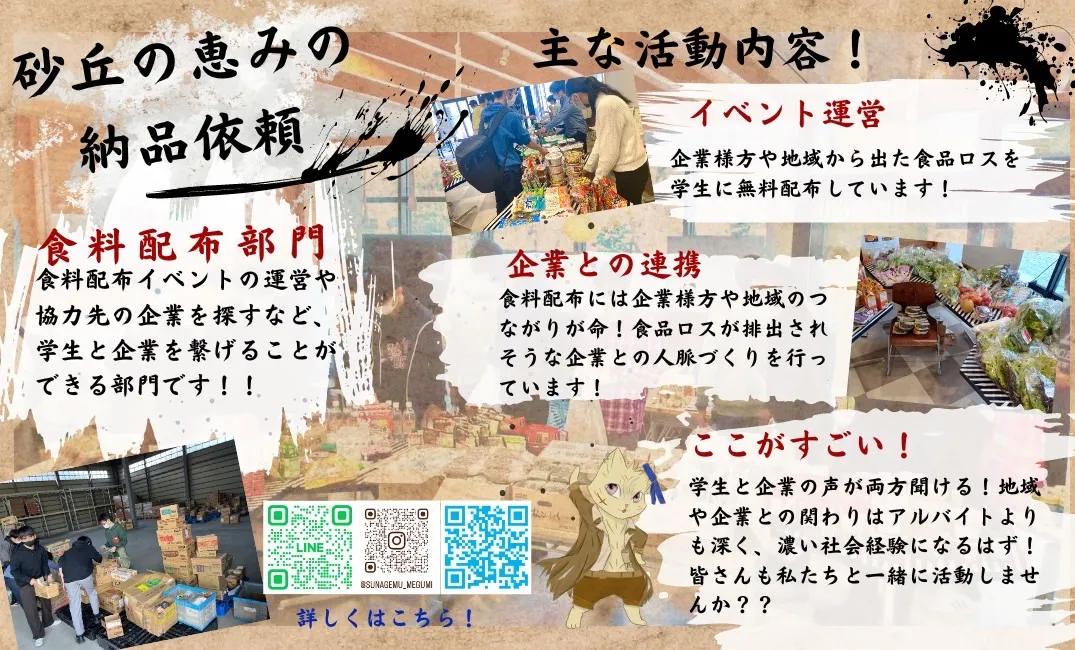 砂丘の恵みの
納品依頼
食料配布部門
食料配布イベントの運営や
協力先の企業を探すなど、
学生と企業を繋げることが
できる部門です！！
主な活動内容！
イベント運営
企業様方や地域から出た食品ロスを
学生に無料配布しています！
企業との連携
食料配布には企業様方や地域のつ
ながりが命！食品ロスが排出され
そうな企業との人脈づくりを行っ
ています！
ここがすごい！
学生と企業の声が両方聞ける！地域
や企業との関わりはアルバイトより
も深く、濃い社会経験になるはず！
皆さんも私たちと一緒に活動しませ
んか？？
LINE
@SUNAGEMU_MEGUMI
詳しくはこちら！